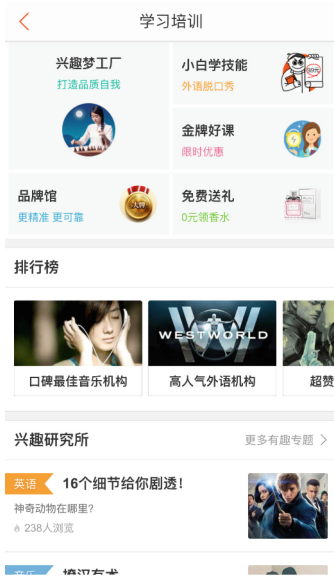 学习培训
兴趣梦工厂
打造品质自我
小白学技能
外语脱口秀
金牌好课
限时优惠
品牌馆
更精准 更可靠
大牌
免费送礼
0元领香水
排行榜
WESTWORLD
口碑最佳音乐机构
高人气外语机构
超赞
兴趣研究所
更多有趣专题
英语
16个细节给你剧透!
神奇动物在哪里?
238人浏览